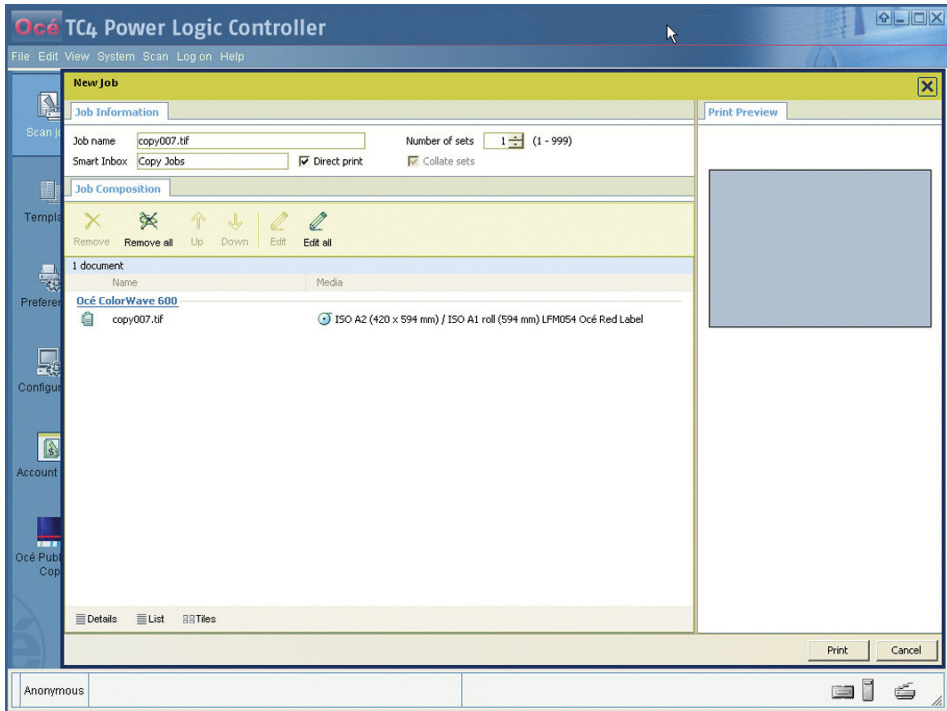 Océ TC4 Power Logic Controller
File Edit View System Scan Log on Help
New Job
Job Information
Print Preview
Scan j
Job name copy007.tif Number of sets 1 (1 - 999)
Smart Inbox Copy Jobs Direct print Collate sets
Job Composition
Templa
Remove Remove all Up Down Edit Edit all
1 document
Name Media
Océ ColorWave 600
Preferen
copy007.tif ISO A2 (420 x 594 mm) / ISO A1 roll (594 mm) LFM054 Océ Red Label
Configu
Account
Océ Publ
Cop
Details List Tiles
Print Cancel
Anonymous